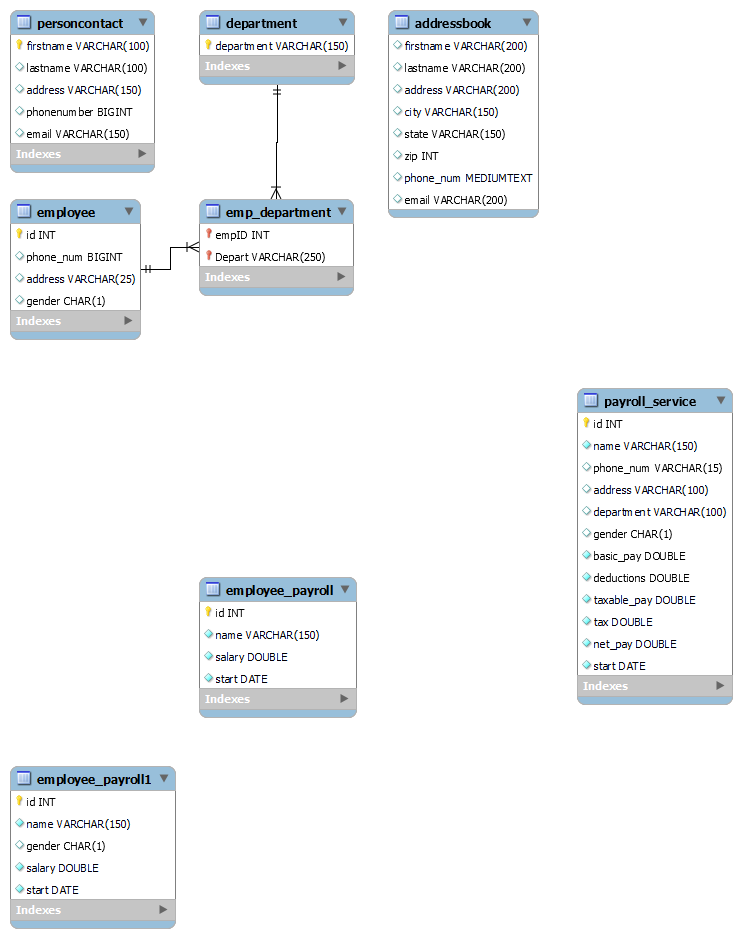 personcontact
firstname VARCHAR(100)
lastname VARCHAR(100)
address VARCHAR(150)
phonenumber BIGINT
email VARCHAR(150)
Indexes
department
department VARCHAR(150)
Indexes
addressbook
firstname VARCHAR(200)
lastname VARCHAR(200)
address VARCHAR(200)
city VARCHAR(150)
state VARCHAR(150)
zip INT
phone_num MEDIUMTEXT
email VARCHAR(200)
employee
id INT
phone_num BIGINT
address VARCHAR(25)
gender CHAR(1)
Indexes
emp_department
empID INT
Depart VARCHAR(250)
Indexes
payroll_service
id INT
name VARCHAR(150)
phone_num VARCHAR(15)
address VARCHAR(100)
department VARCHAR(100)
gender CHAR(1)
basic_pay DOUBLE
deductions DOUBLE
taxable_pay DOUBLE
tax DOUBLE
net_pay DOUBLE
start DATE
Indexes
employee_payroll
id INT
name VARCHAR(150)
salary DOUBLE
start DATE
Indexes
employee_payroll1
id INT
name VARCHAR(150)
gender CHAR(1)
salary DOUBLE
start DATE
Indexes